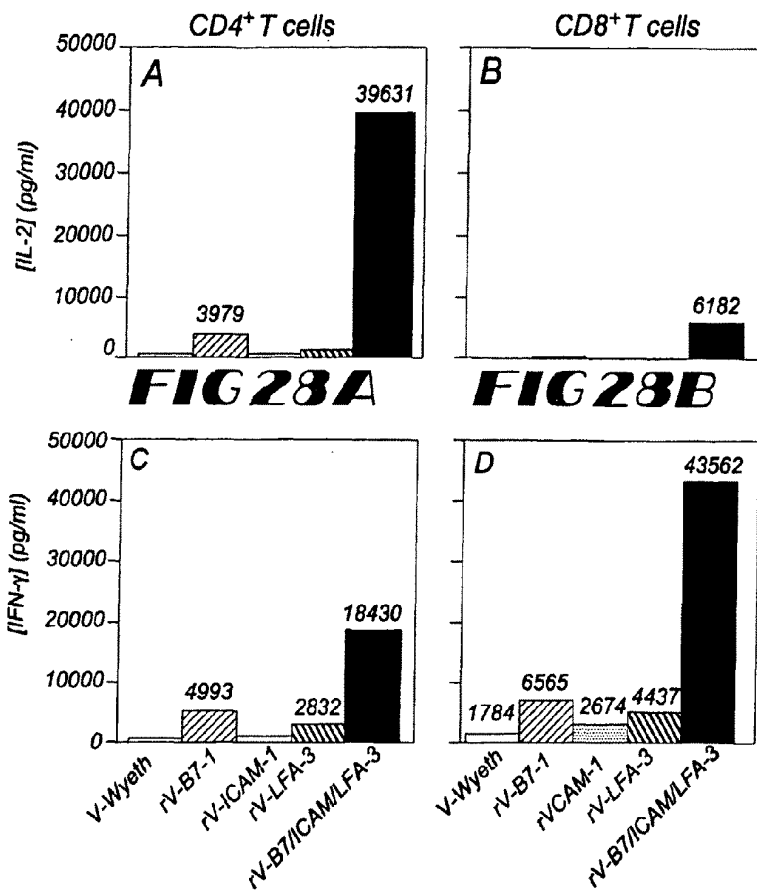 CD4+ T cells
CD8+ T cells
[IL-2] (pg/ml)
50000
40000
30000
20000
10000
0
A
3979
39631
B
6182
FIG 28A
FIG 28B
[IFN-γ] (pg/ml)
50000
40000
30000
20000
10000
0
C
4993
2832
18430
D
1784
6565
2674
4437
43562
V-Wyeth
rV-B7-1
rV-ICAM-1
rV-LFA-3
rV-B7/ICAM/LFA-3
V-Wyeth
rV-B7-1
rVCAM-1
rV-LFA-3
rV-B7/ICAM/LFA-3